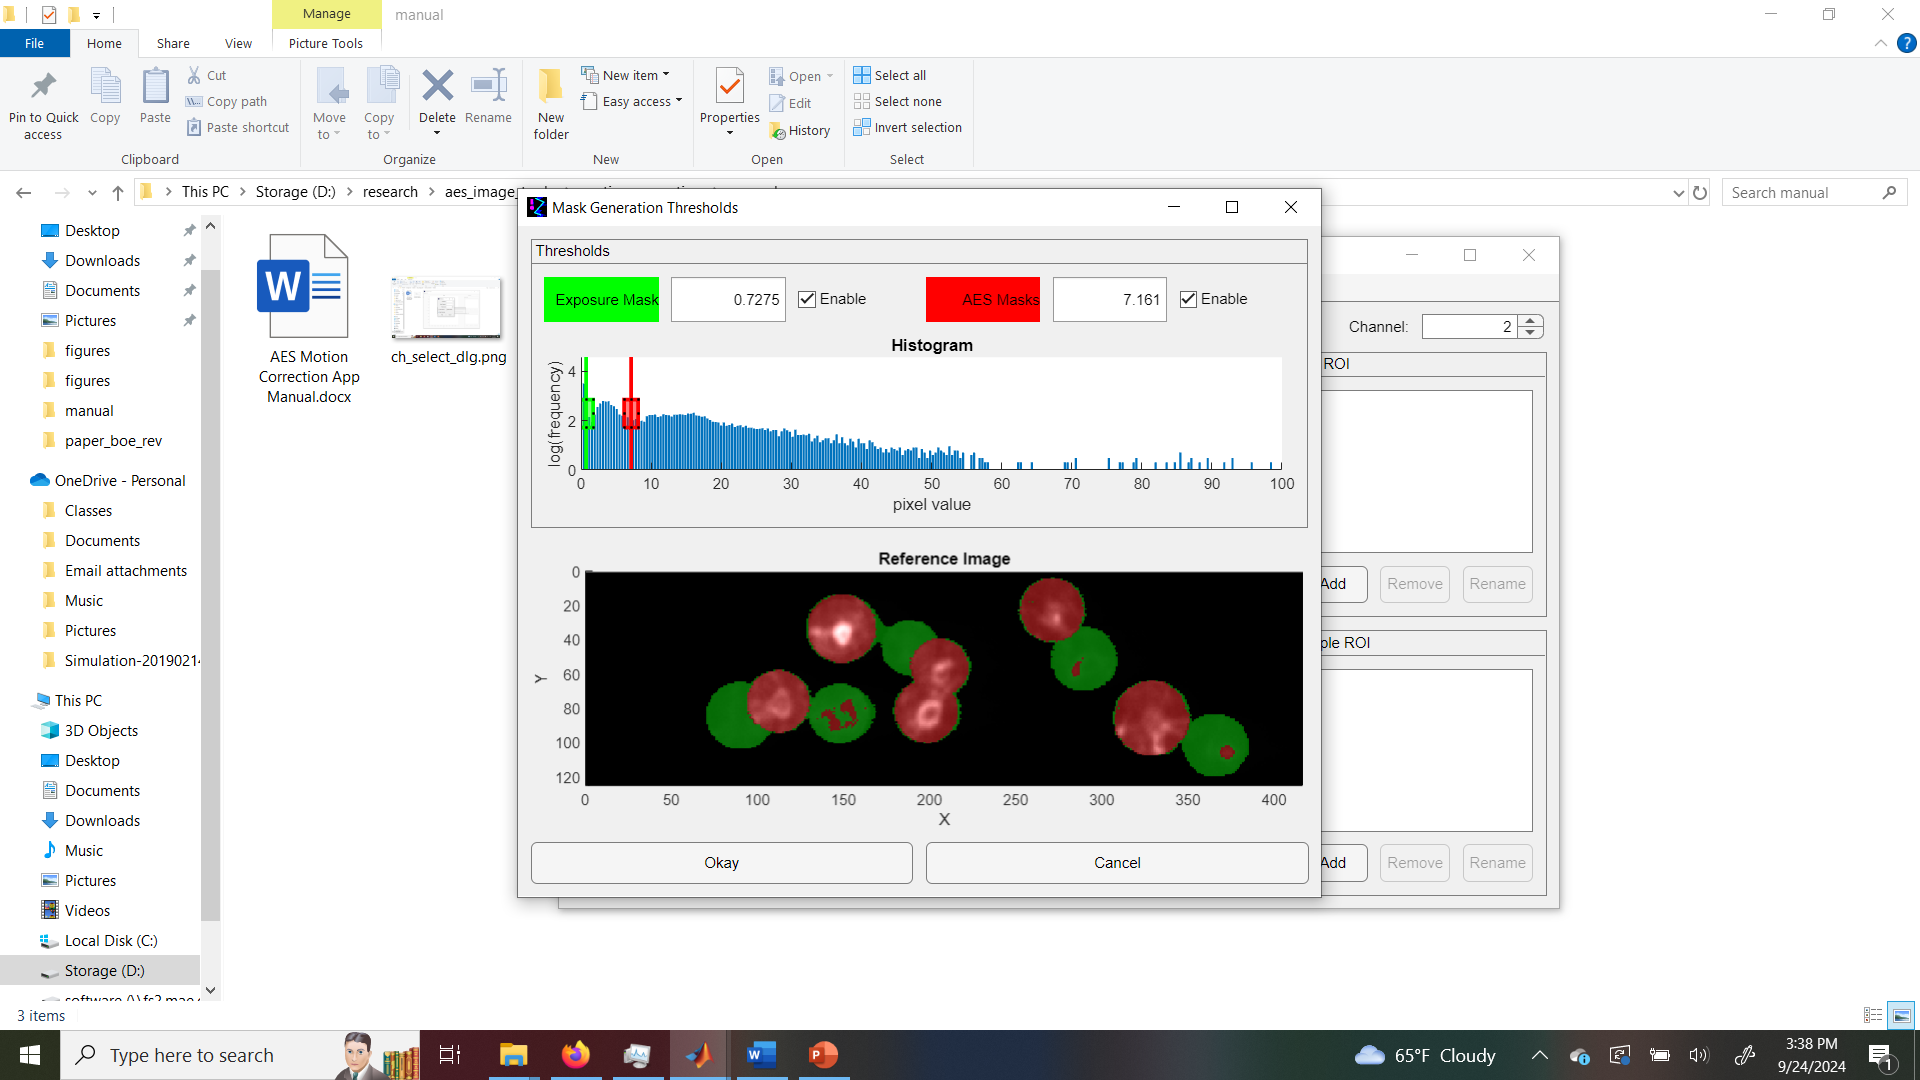 Manage
manual
File
Home
Share
View
Picture Tools
Pin to Quick access
Copy
Paste
Cut
Copy path
Paste shortcut
Clipboard
Move to
Copy to
Delete
Rename
Organize
New folder
New item
Easy access
New
Properties
Open
Edit
History
Open
Select all
Select none
Invert selection
Select
This PC > Storage (D:) > research >
Search manual
Desktop
Downloads
Documents
Pictures
figures
figures
manual
paper_boe_rev
OneDrive - Personal
Classes
Documents
Email attachments
Music
Pictures
Simulation-2019021
This PC
3D Objects
Desktop
Documents
Downloads
Music
Pictures
Videos
Local Disk (C:)
Storage (D:)
3 items
AES Motion
Correction App
Manual.docx
ch_select_dlg.png
Mask Generation Thresholds
Thresholds
Exposure Mask
0.7275
Enable
AES Masks
7.161
Enable
Histogram
log(frequency)
4
2
0
0 10 20 30 40 50 60 70 80 90 100
pixel value
Reference Image
Y
0
20
40
60
80
100
120
0 50 100 150 200 250 300 350 400
X
Okay
Cancel
Channel:
2
ROI
Add
Remove
Rename
ple ROI
Add
Remove
Rename
Type here to search
65°F Cloudy
3:38 PM
9/24/2024
1